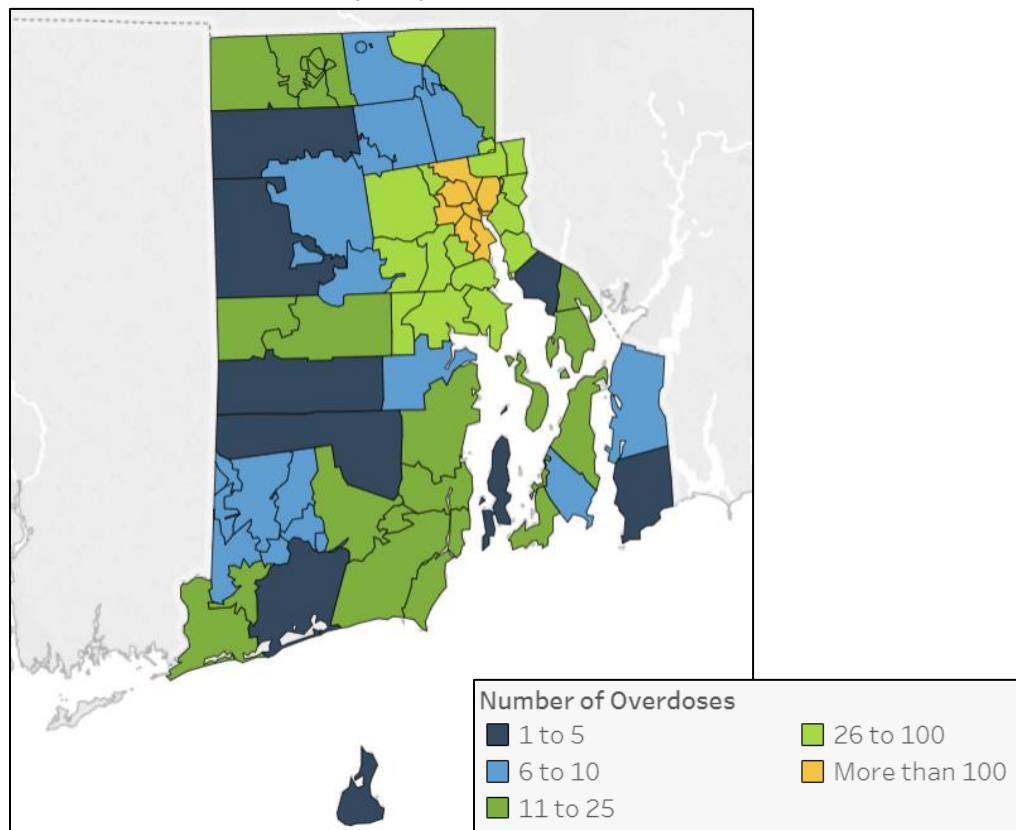 Number of Overdoses
1 to 5
6 to 10
11 to 25
26 to 100
More than 100